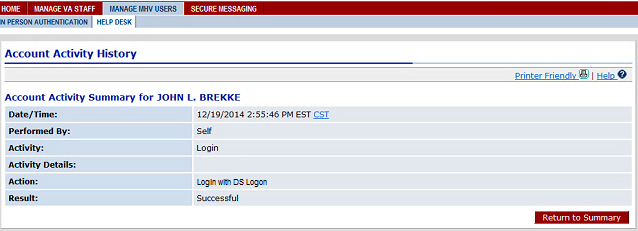 HOME MANAGE VA STAFF MANAGE MHV USERS SECURE MESSAGING
N PERSON AUTHENTICATION HELP DESK
Account Activity History
Printer Friendly | Help ?
Account Activity Summary for JOHN L. BREKKE
Date/Time: 12/19/2014 2:55:46 PM EST CST
Performed By: Self
Activity: Login
Activity Details:
Action: Login with DS Logon
Result: Successful
Return to Summary